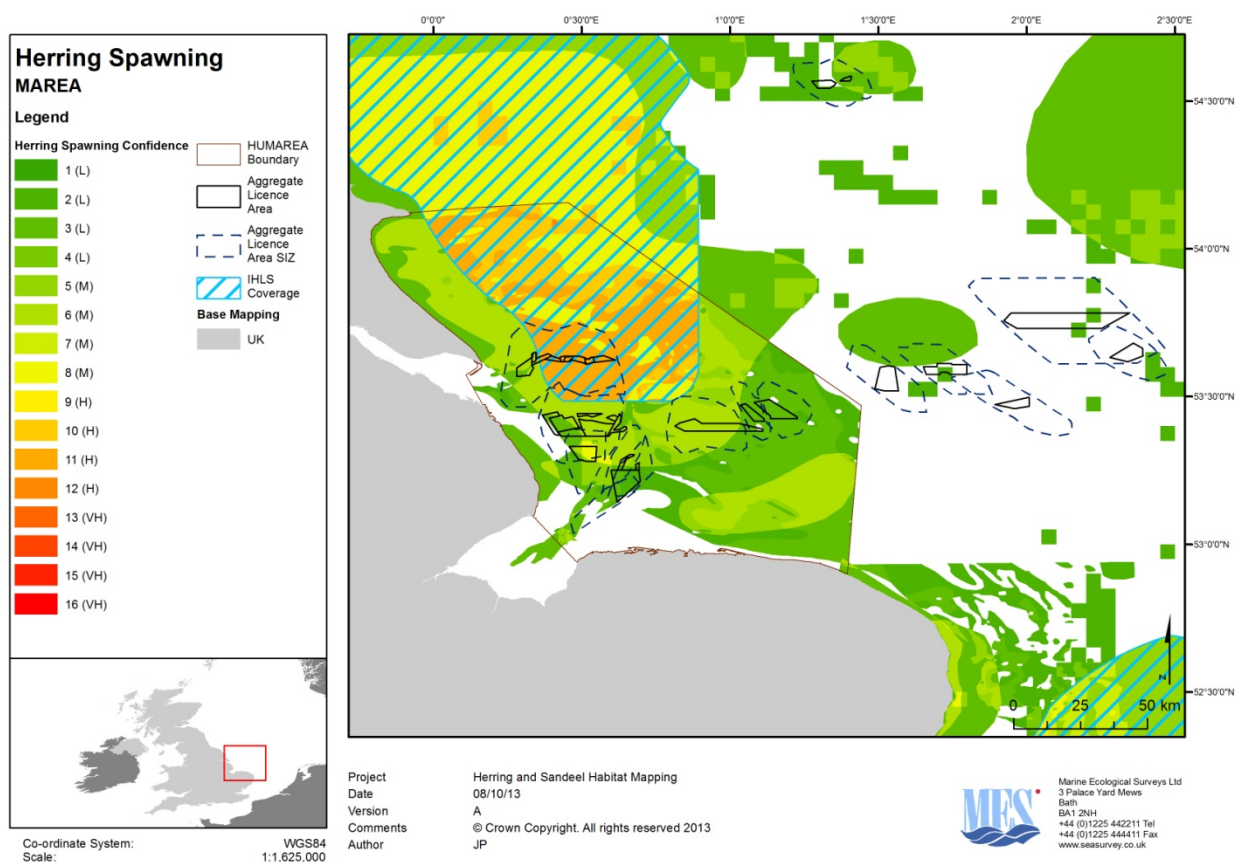 Herring Spawning
MAREA
Legend
Herring Spawning Confidence
1 (L)
2 (L)
3 (L)
4 (L)
5 (M)
6 (M)
7 (M)
8 (M)
9 (H)
10 (H)
11 (H)
12 (H)
13 (VH)
14 (VH)
15 (VH)
16 (VH)
HUMAREA
Boundary
Aggregate
Licence
Area
Aggregate
Licence
Area SIZ
IHLS
Coverage
Base Mapping
UK
Co-ordinate System: WGS84
Scale: 1:1,625,000
0°0'0"E 0°30'0"E 1°0'0"E 1°30'0"E 2°0'0"E 2°30'0"E
54°30'0"N
54°0'0"N
53°30'0"N
53°0'0"N
52°30'0"N
N
0 25 50 km
Project Herring and Sandeel Habitat Mapping
Date 08/10/13
Version A
Comments © Crown Copyright. All rights reserved 2013
Author JP
MES
Marine Ecological Surveys Ltd
3 Palace Yard Mews
Bath
BA1 2NH
+44 (0)1225 442211 Tel
+44 (0)1225 444411 Fax
www.seasurvey.co.uk